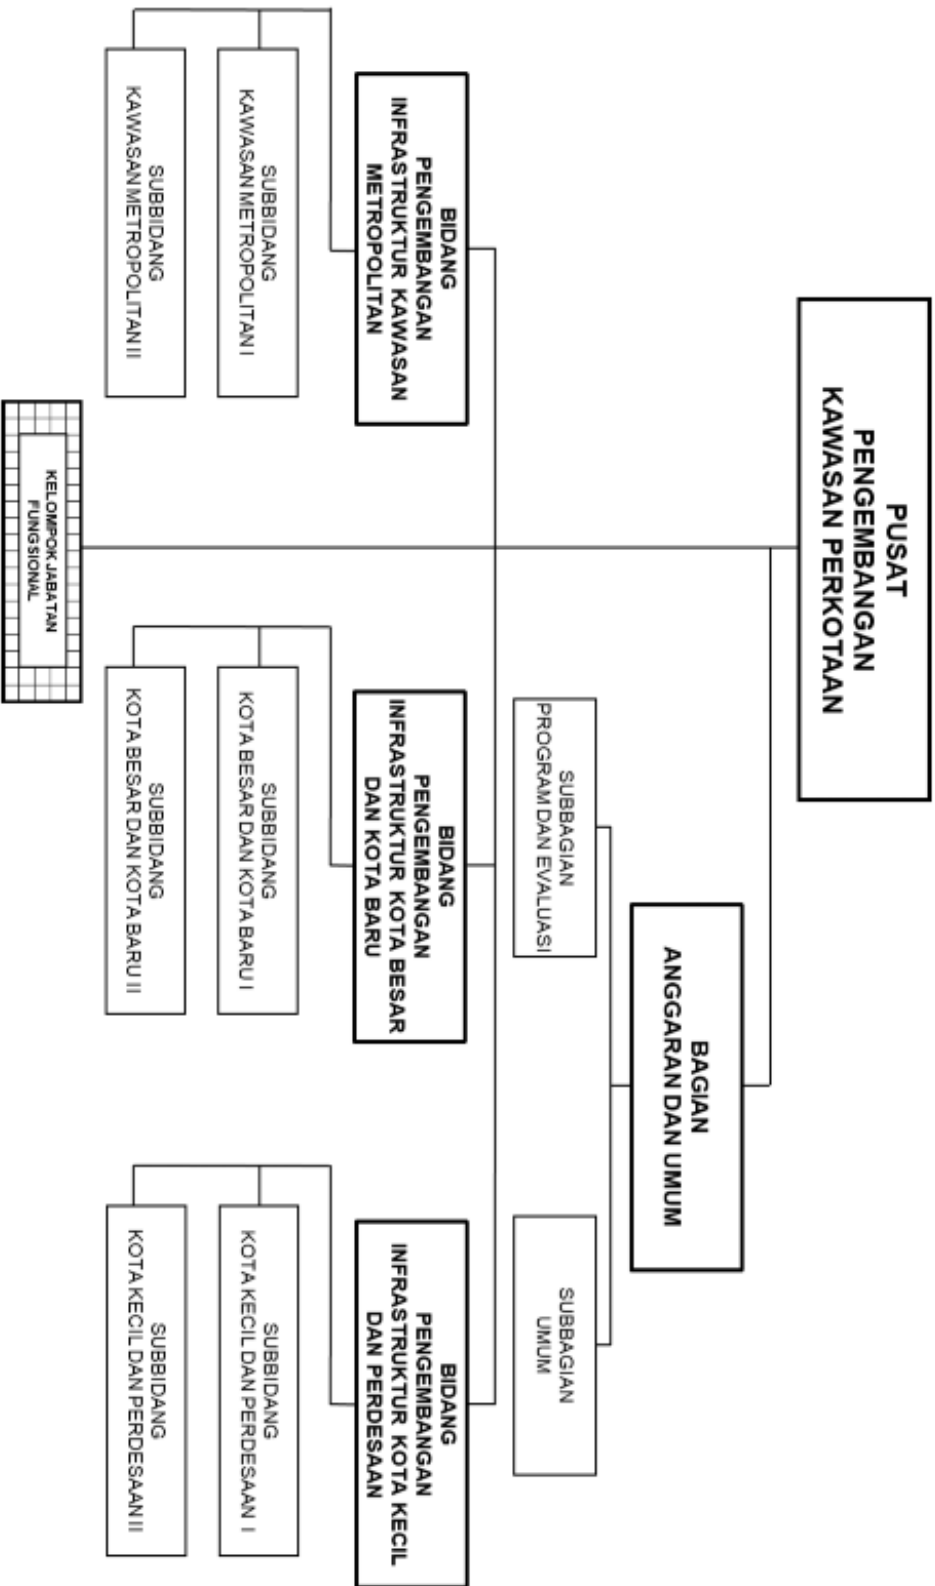 PUSAT
PENGEMBANGAN
KAWASAN PERKOTAAN
BAGIAN
ANGGARAN DAN UMUM
SUBBAGIAN
PROGRAM DAN EVALUASI
SUBBAGIAN
UMUM
BIDANG
PENGEMBANGAN
INFRASTRUKTUR KAWASAN
METROPOLITAN
SUBBIDANG
KAWASAN METROPOLITAN I
SUBBIDANG
KAWASAN METROPOLITAN II
BIDANG
PENGEMBANGAN
INFRASTRUKTUR KOTA BESAR
DAN KOTA BARU
SUBBIDANG
KOTA BESAR DAN KOTA BARU I
SUBBIDANG
KOTA BESAR DAN KOTA BARU II
BIDANG
PENGEMBANGAN
INFRASTRUKTUR KOTA KECIL
DAN PERDESAAN
SUBBIDANG
KOTA KECIL DAN PERDESAAN I
SUBBIDANG
KOTA KECIL DAN PERDESAAN II
KELOMPOK JABATAN
FUNGSIONAL